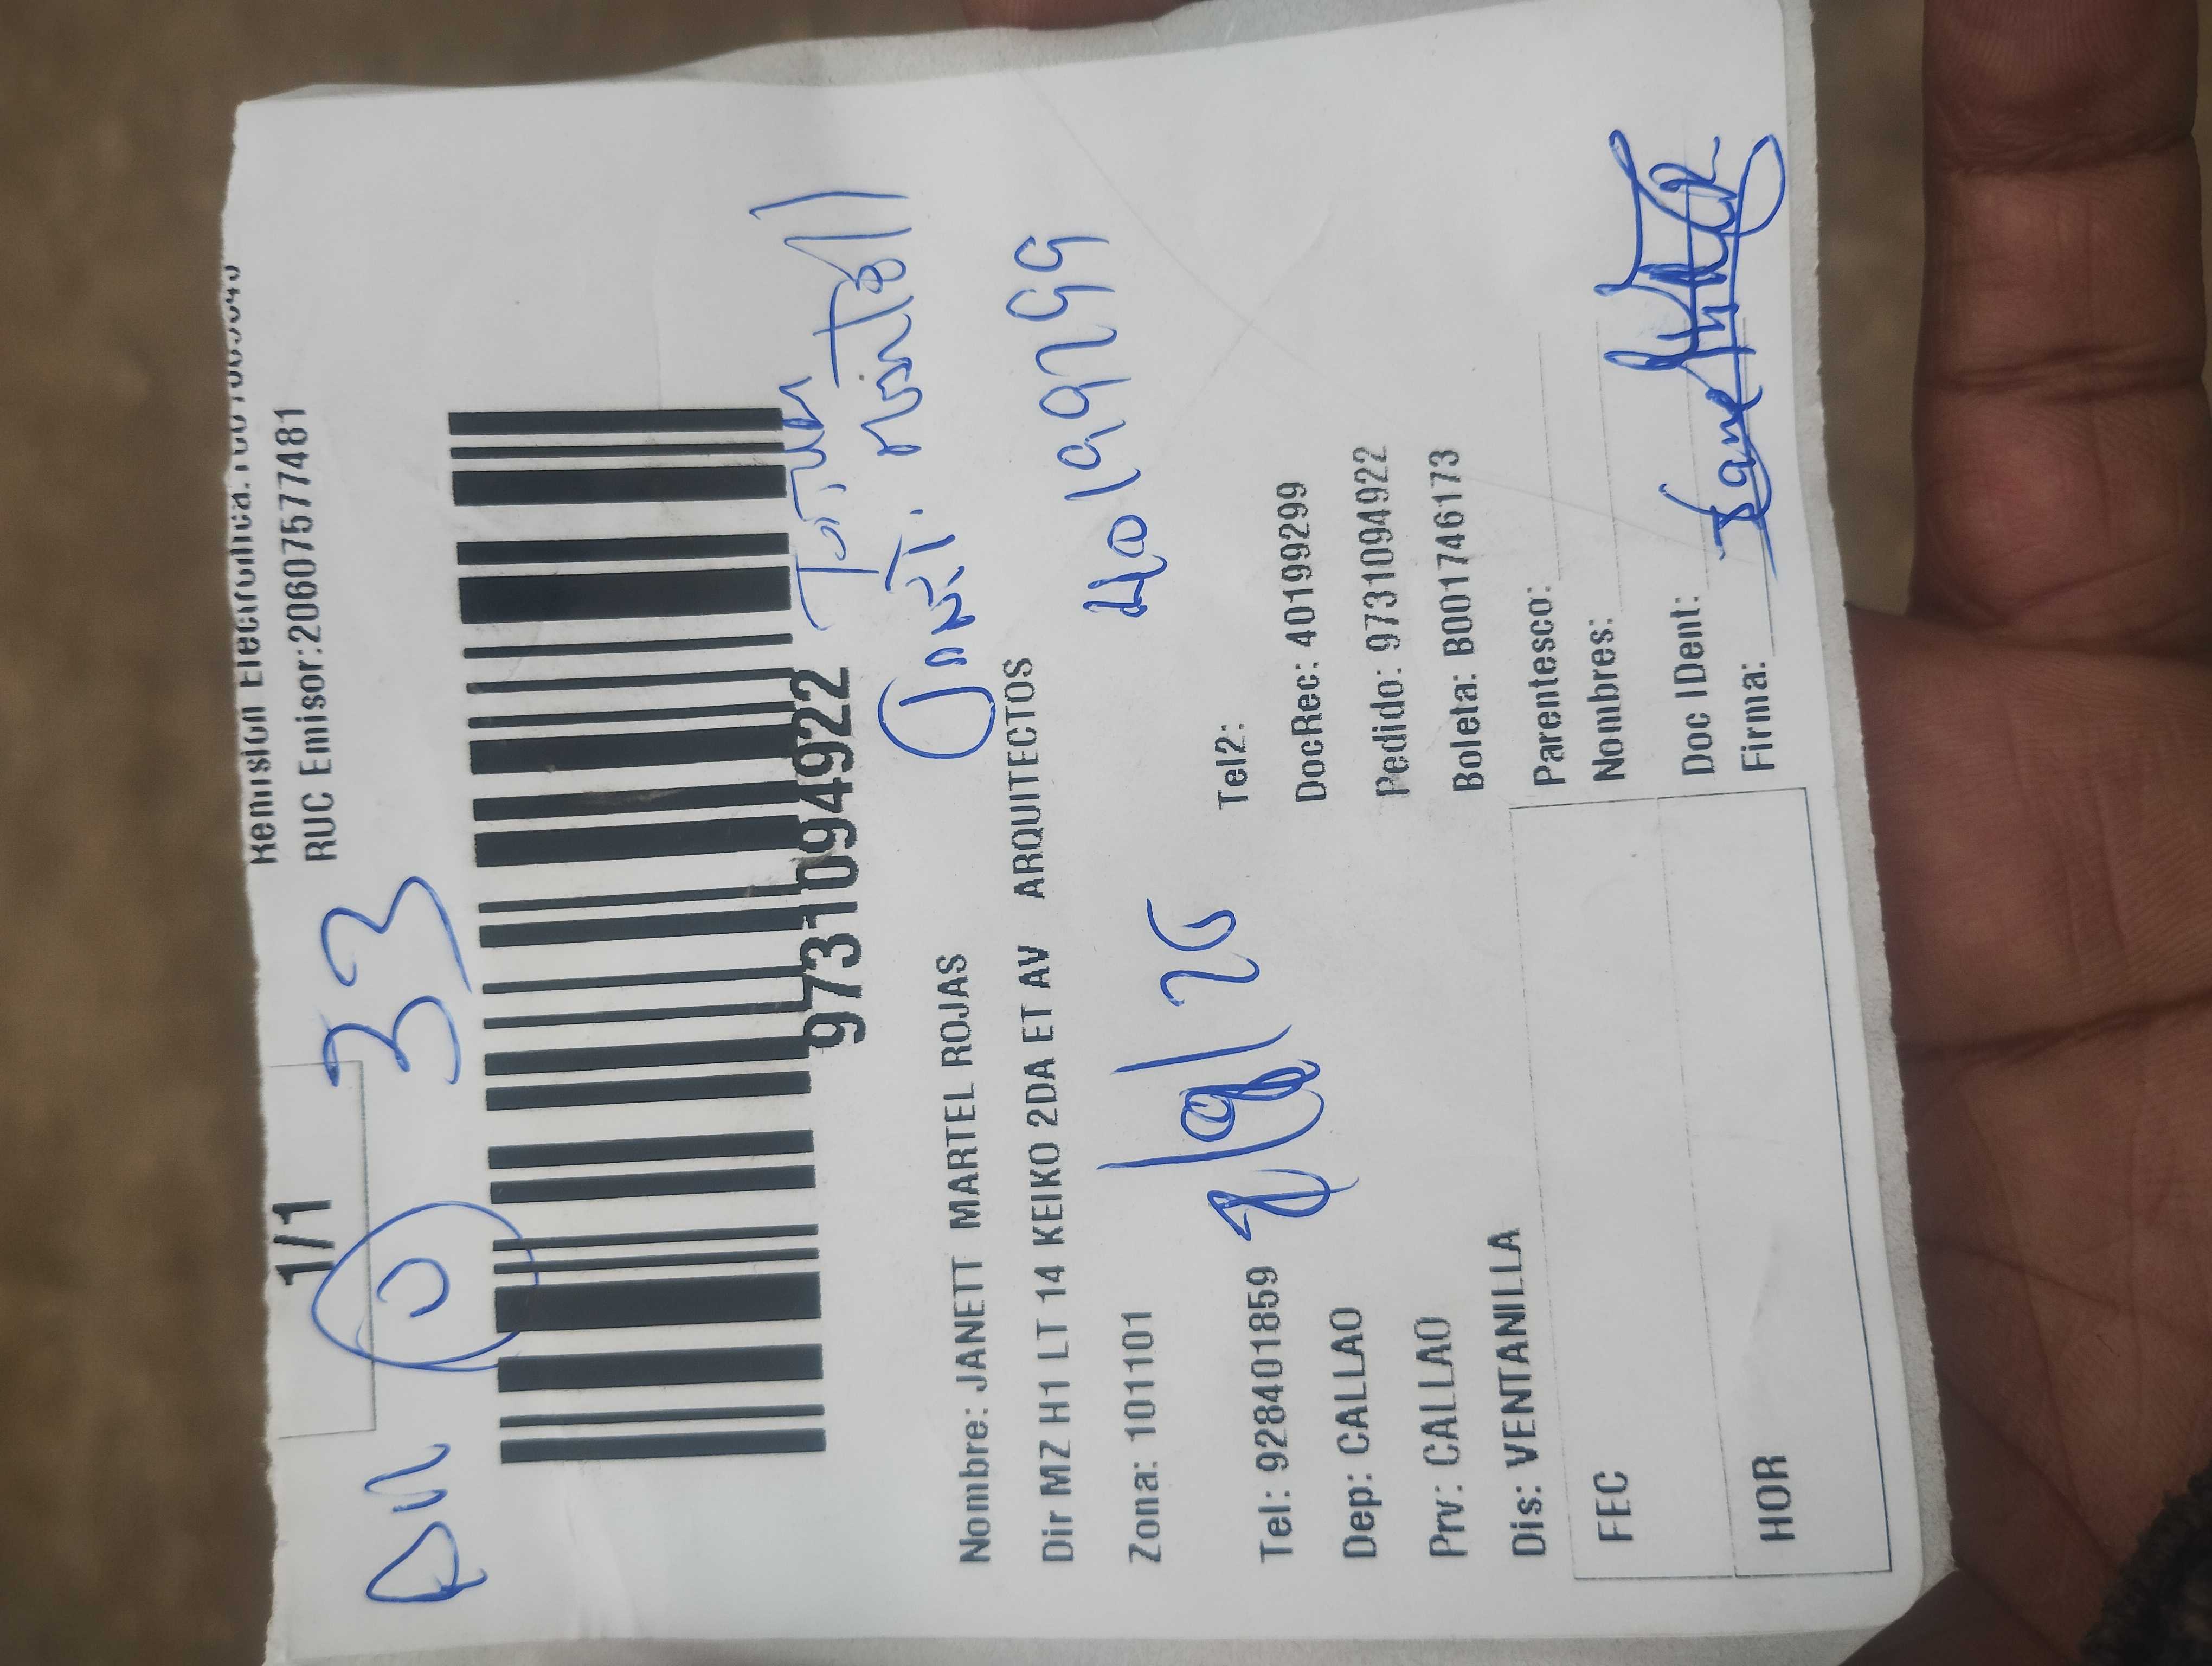 Remisión Electrónica:
RUC Emisor:20607577481
1/1
33
9731094922
Nombre: JANETT MARTEL ROJAS
Dir MZ H1 LT 14 KEIKO 2DA ET AV ARQUITECTOS
40199299
Zona: 101101
Tel: 928401859
Tel2:
Dep: CALLAO
DocRec: 40199299
Prv: CALLAO
Pedido: 9731094922
Dis: VENTANILLA
Boleta: B001746173
FEC
Parentesco:
Nombres:
HOR
Doc IDent:
Firma: